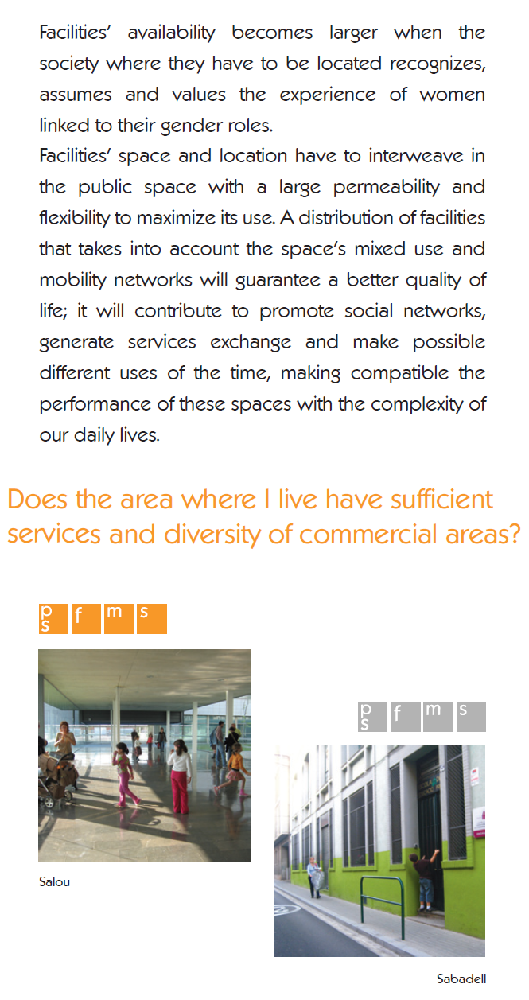 Facilities’ availability becomes larger when the
society where they have to be located recognizes,
assumes and values the experience of women
linked to their gender roles.
Facilities’ space and location have to interweave in
the public space with a large permeability and
flexibility to maximize its use. A distribution of facilities
that takes into account the space’s mixed use and
mobility networks will guarantee a better quality of
life; it will contribute to promote social networks,
generate services exchange and make possible
different uses of the time, making compatible the
performance of these spaces with the complexity of
our daily lives.
Does the area where I live have sufficient
services and diversity of commercial areas?
ps f m s
ps f m s
Salou
Sabadell